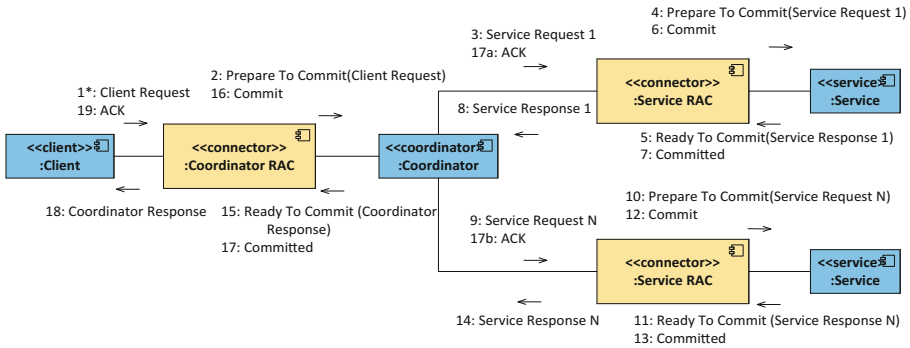 4: Prepare To Commit(Service Request 1)
6: Commit
3: Service Request 1
17a: ACK
<<connector>>
:Service RAC
<<service>>
:Service
2: Prepare To Commit(Client Request)
16: Commit
1*: Client Request
19: ACK
8: Service Response 1
5: Ready To Commit(Service Response 1)
7: Committed
<<client>>
:Client
<<connector>>
:Coordinator RAC
<<coordinator>>
:Coordinator
18: Coordinator Response
15: Ready To Commit (Coordinator
Response)
17: Committed
10: Prepare To Commit(Service Request N)
12: Commit
9: Service Request N
17b: ACK
<<connector>>
:Service RAC
<<service>>
:Service
14: Service Response N
11: Ready To Commit (Service Response N)
13: Committed